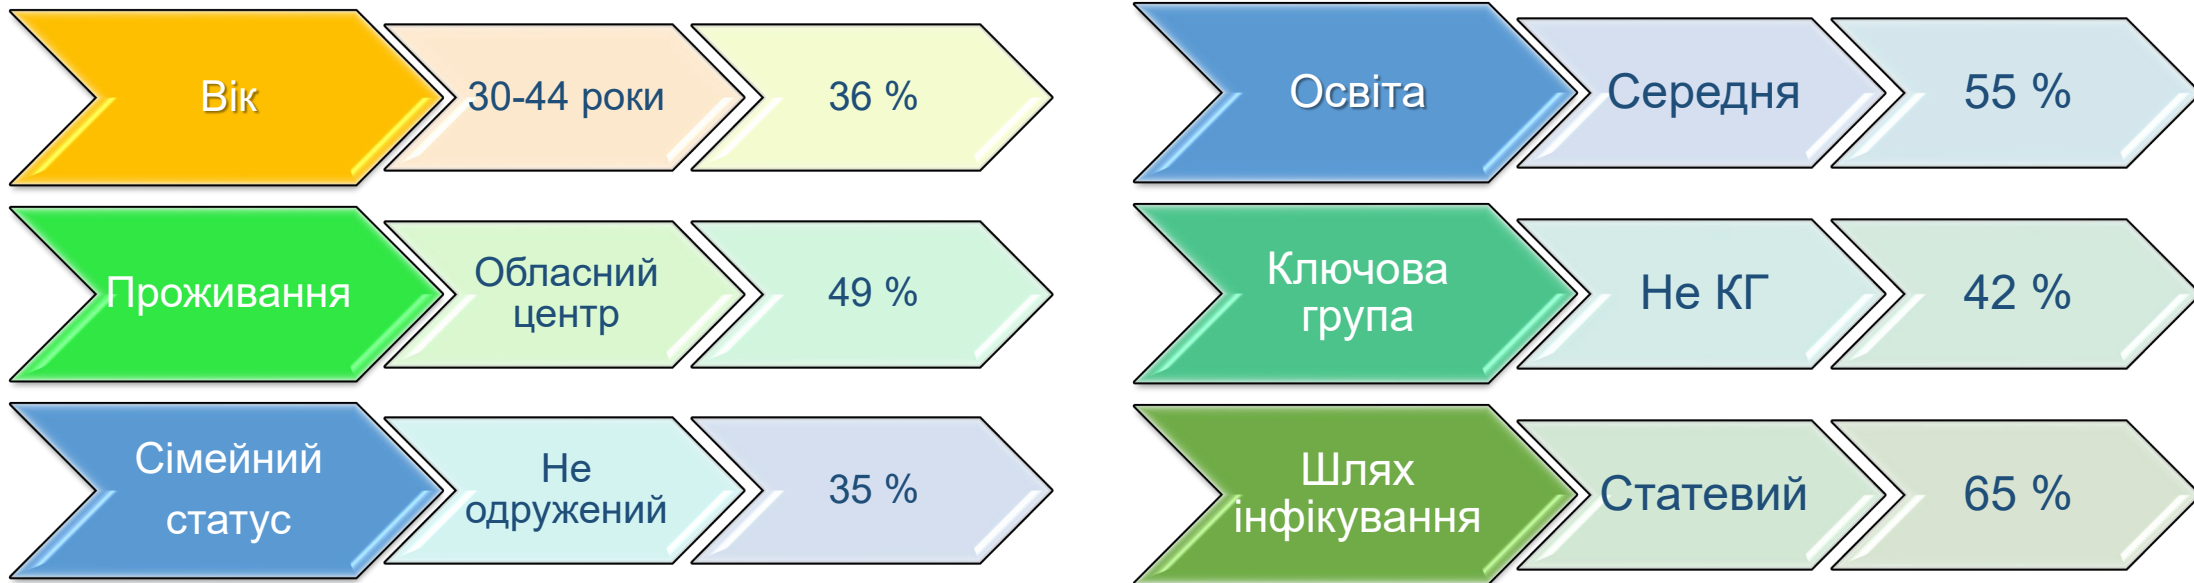 Вік
30-44 роки
36 %
Проживання
Обласний
центр
49 %
Сімейний
статус
Не
одружений
35 %
Освіта
Середня
55 %
Ключова
група
Не КГ
42 %
Шлях
інфікування
Статевий
65 %